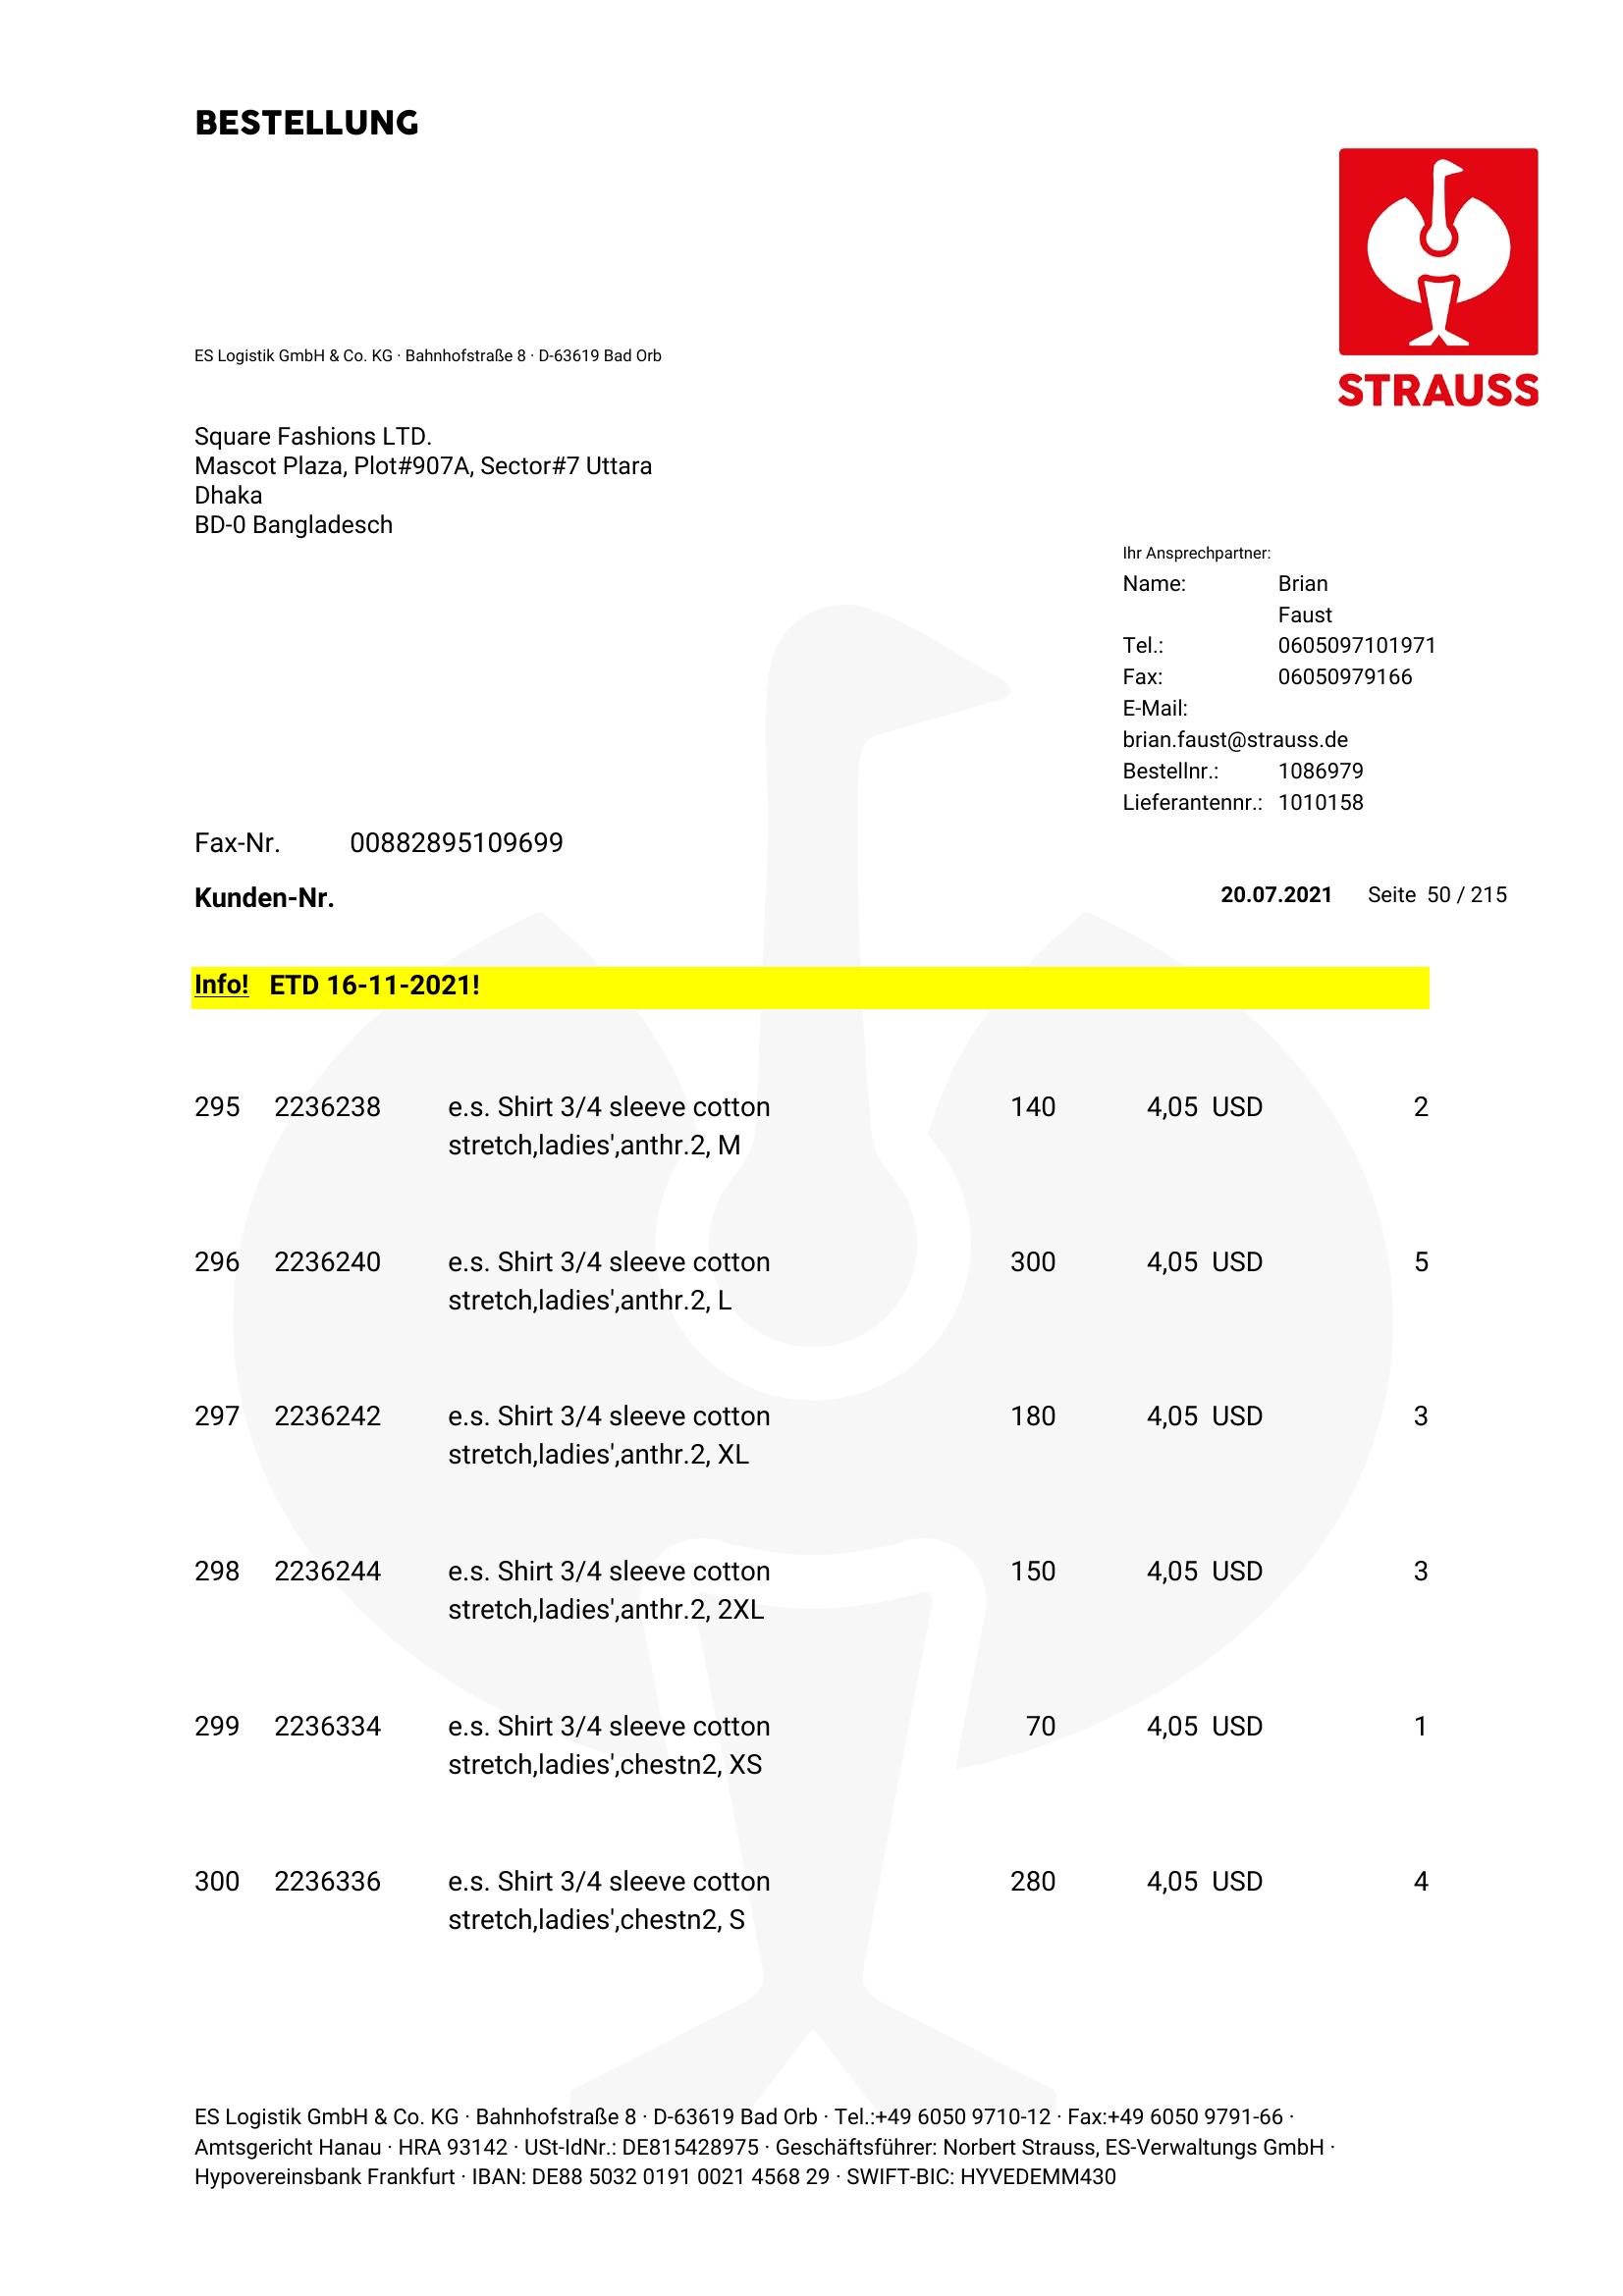 BESTELLUNG
STRAUSS
ES Logistik GmbH & Co. KG · Bahnhofstraße 8 · D-63619 Bad Orb
Square Fashions LTD.
Mascot Plaza, Plot#907A, Sector#7 Uttara
Dhaka
BD-0 Bangladesch
Ihr Ansprechpartner:
Name: Brian
Faust
Tel.: 0605097101971
Fax: 06050979166
E-Mail:
brian.faust@strauss.de
Bestellnr.: 1086979
Lieferantennr.: 1010158
Fax-Nr. 00882895109699
Kunden-Nr. 20.07.2021 Seite 50 / 215
Info! ETD 16-11-2021!
295 2236238 e.s. Shirt 3/4 sleeve cotton 140 4,05 USD 2
stretch,ladies',anthr.2, M
296 2236240 e.s. Shirt 3/4 sleeve cotton 300 4,05 USD 5
stretch,ladies',anthr.2, L
297 2236242 e.s. Shirt 3/4 sleeve cotton 180 4,05 USD 3
stretch,ladies',anthr.2, XL
298 2236244 e.s. Shirt 3/4 sleeve cotton 150 4,05 USD 3
stretch,ladies',anthr.2, 2XL
299 2236334 e.s. Shirt 3/4 sleeve cotton 70 4,05 USD 1
stretch,ladies',chestn2, XS
300 2236336 e.s. Shirt 3/4 sleeve cotton 280 4,05 USD 4
stretch,ladies',chestn2, S
ES Logistik GmbH & Co. KG · Bahnhofstraße 8 · D-63619 Bad Orb · Tel.:+49 6050 9710-12 · Fax:+49 6050 9791-66 ·
Amtsgericht Hanau · HRA 93142 · USt-IdNr.: DE815428975 · Geschäftsführer: Norbert Strauss, ES-Verwaltungs GmbH ·
Hypovereinsbank Frankfurt · IBAN: DE88 5032 0191 0021 4568 29 · SWIFT-BIC: HYVEDEMM430